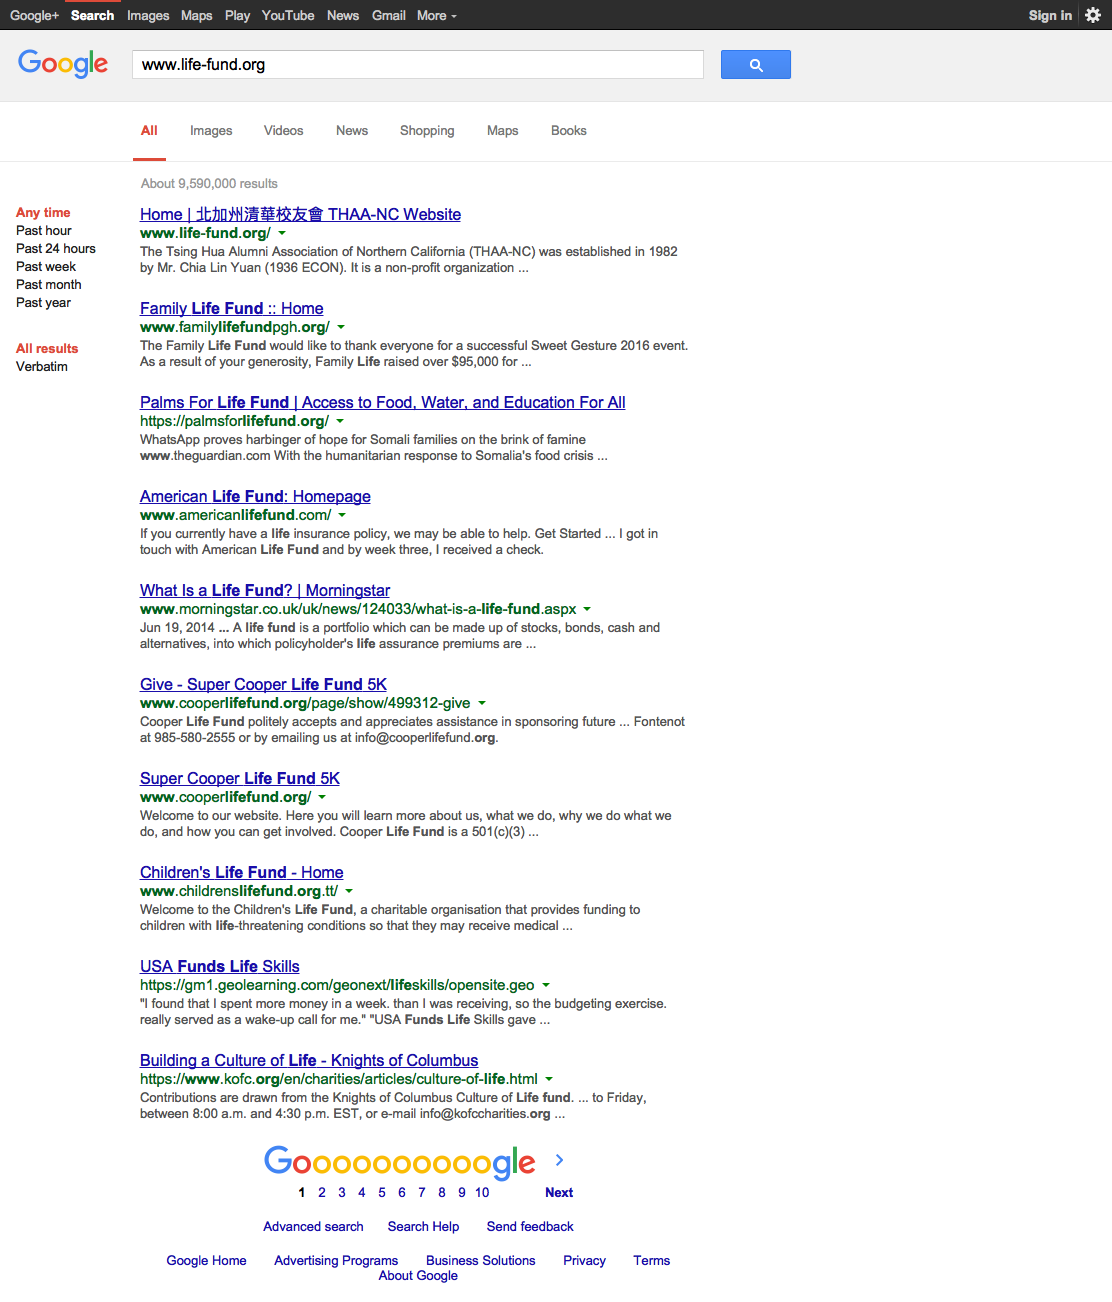 Google+ Search Images Maps Play YouTube News Gmail More Sign in
Google www.life-fund.org
All Images Videos News Shopping Maps Books
About 9,590,000 results
Any time
Past hour
Past 24 hours
Past week
Past month
Past year
All results
Verbatim
Home | 北加州清華校友會 THAA-NC Website
www.life-fund.org/
The Tsing Hua Alumni Association of Northern California (THAA-NC) was established in 1982
by Mr. Chia Lin Yuan (1936 ECON). It is a non-profit organization ...
Family Life Fund :: Home
www.familylifefundpgh.org/
The Family Life Fund would like to thank everyone for a successful Sweet Gesture 2016 event.
As a result of your generosity, Family Life raised over $95,000 for ...
Palms For Life Fund | Access to Food, Water, and Education For All
https://palmsforlifefund.org/
WhatsApp proves harbinger of hope for Somali families on the brink of famine
www.theguardian.com With the humanitarian response to Somalia's food crisis ...
American Life Fund: Homepage
www.americanlifefund.com/
If you currently have a life insurance policy, we may be able to help. Get Started ... I got in
touch with American Life Fund and by week three, I received a check.
What Is a Life Fund? | Morningstar
www.morningstar.co.uk/uk/news/124033/what-is-a-life-fund.aspx
Jun 19, 2014 ... A life fund is a portfolio which can be made up of stocks, bonds, cash and
alternatives, into which policyholder's life assurance premiums are ...
Give - Super Cooper Life Fund 5K
www.cooperlifefund.org/page/show/499312-give
Cooper Life Fund politely accepts and appreciates assistance in sponsoring future ... Fontenot
at 985-580-2555 or by emailing us at info@cooperlifefund.org.
Super Cooper Life Fund 5K
www.cooperlifefund.org/
Welcome to our website. Here you will learn more about us, what we do, why we do what we
do, and how you can get involved. Cooper Life Fund is a 501(c)(3) ...
Children's Life Fund - Home
www.childrenslifefund.org.tt/
Welcome to the Children's Life Fund, a charitable organisation that provides funding to
children with life-threatening conditions so that they may receive medical ...
USA Funds Life Skills
https://gm1.geolearning.com/geonext/lifeskills/opensite.geo
"I found that I spent more money in a week. than I was receiving, so the budgeting exercise.
really served as a wake-up call for me." "USA Funds Life Skills gave ...
Building a Culture of Life - Knights of Columbus
https://www.kofc.org/en/charities/articles/culture-of-life.html
Contributions are drawn from the Knights of Columbus Culture of Life fund. ... to Friday,
between 8:00 a.m. and 4:30 p.m. EST, or e-mail info@kofccharities.org ...
Goooooooooogle
1 2 3 4 5 6 7 8 9 10 Next
Advanced search Search Help Send feedback
Google Home Advertising Programs Business Solutions Privacy Terms
About Google